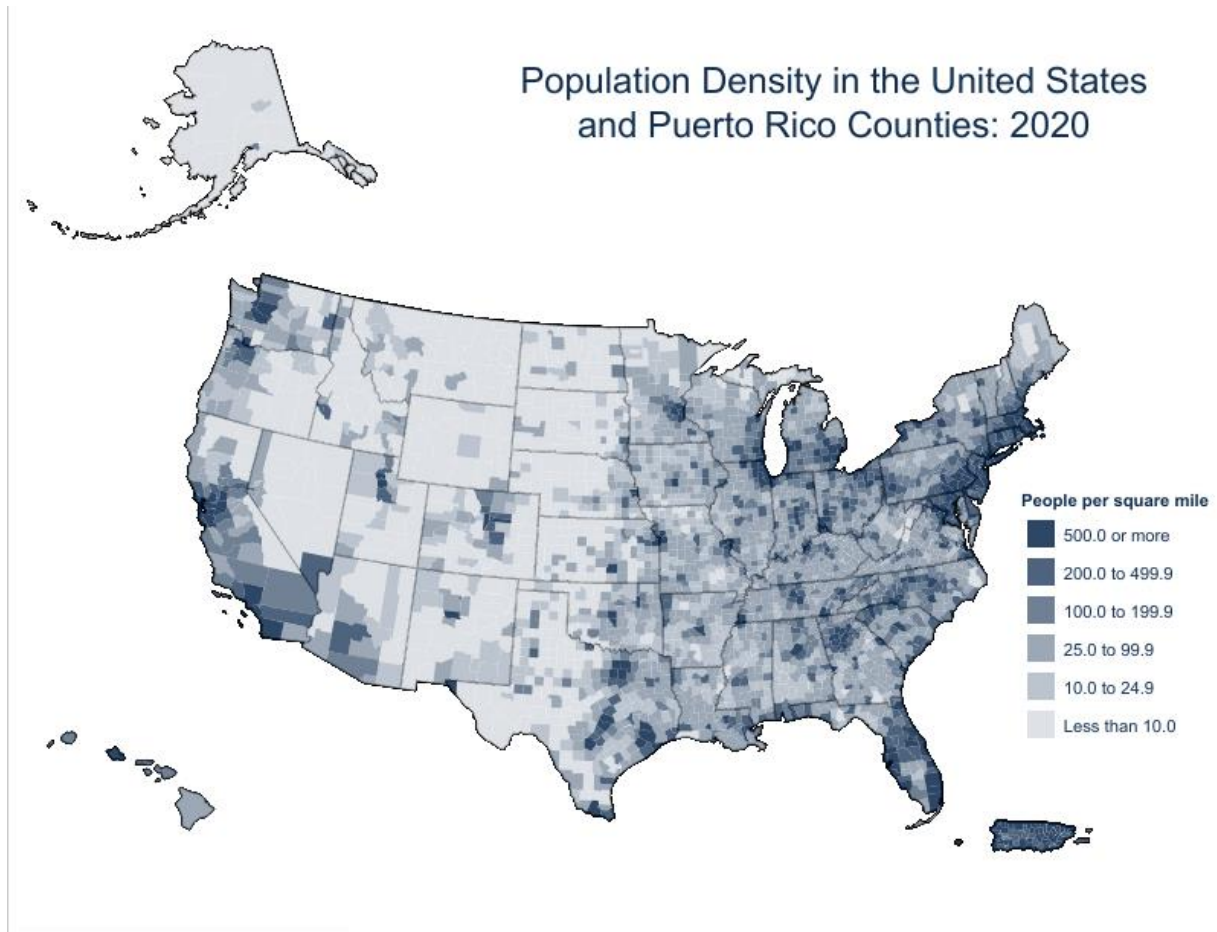 Population Density in the United States
and Puerto Rico Counties: 2020
People per square mile
500.0 or more
200.0 to 499.9
100.0 to 199.9
25.0 to 99.9
10.0 to 24.9
Less than 10.0